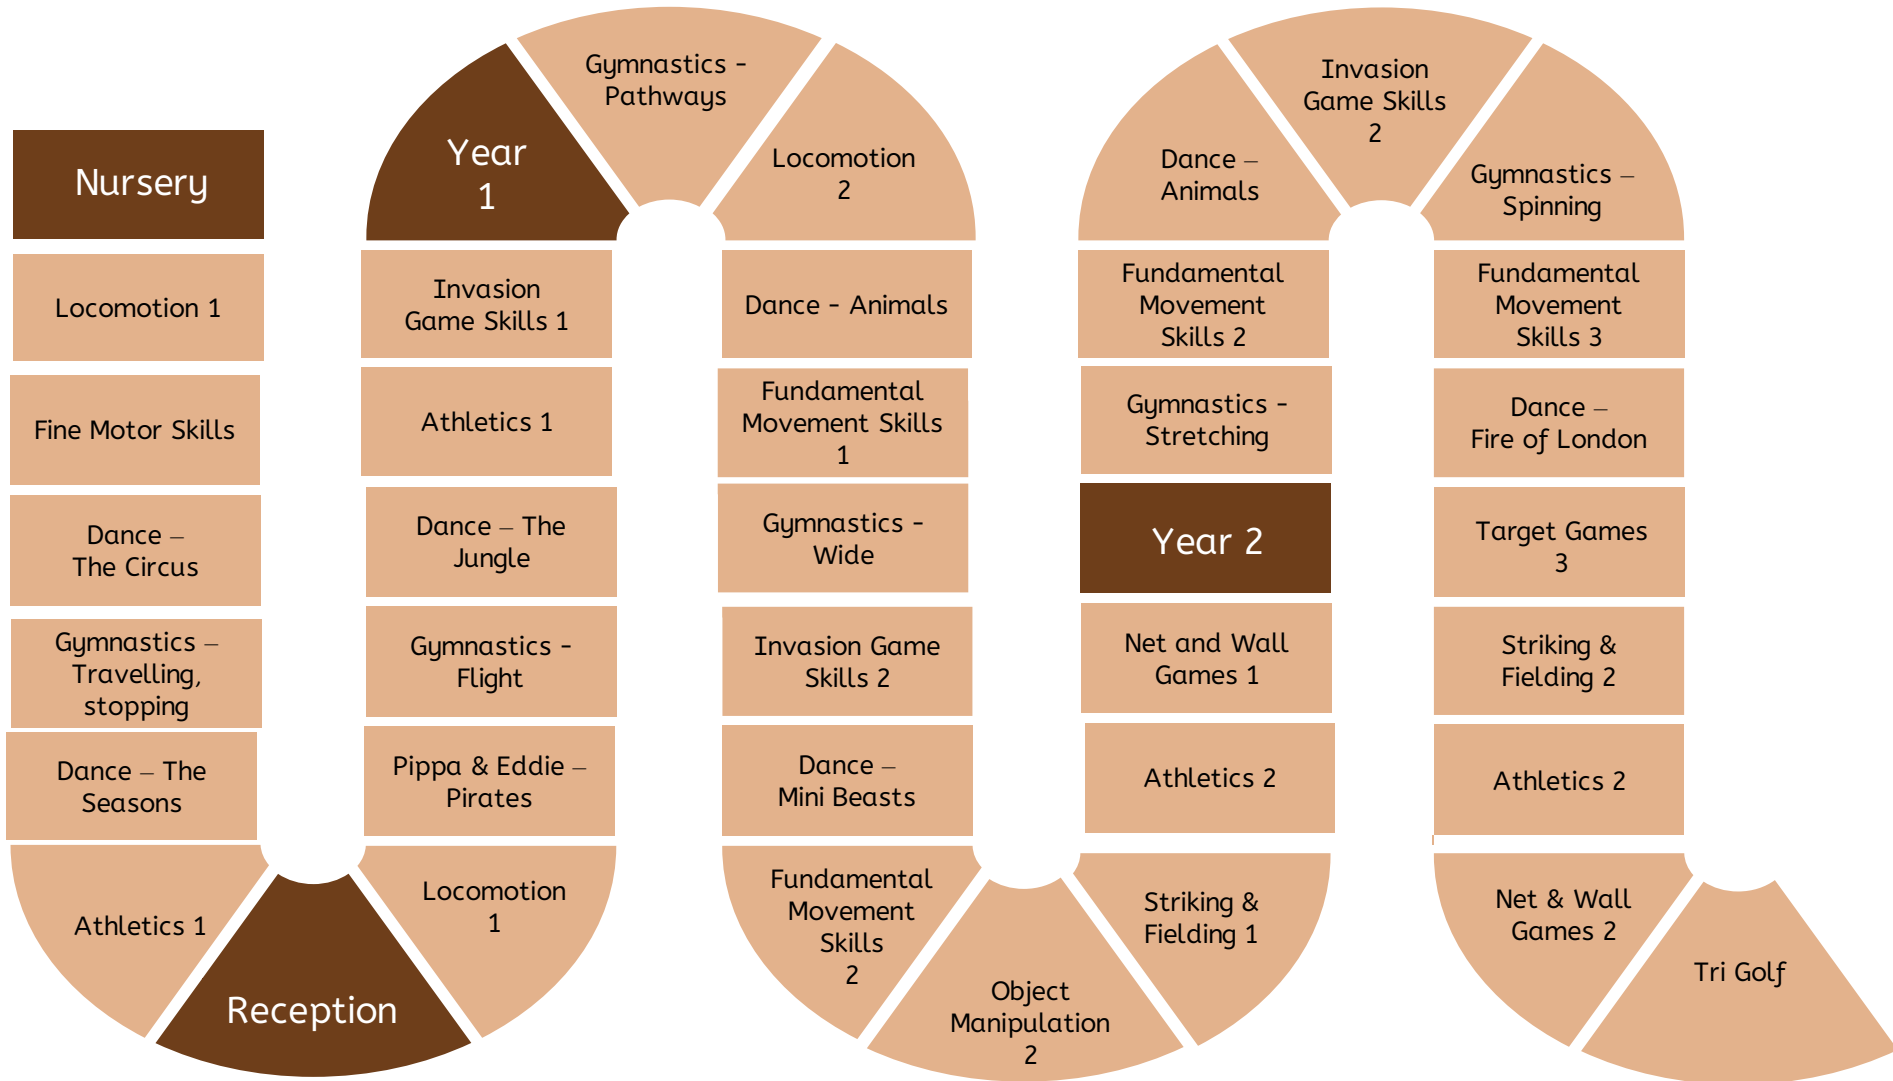 Nursery
Locomotion 1
Fine Motor Skills
Dance –
The Circus
Gymnastics –
Travelling,
stopping
Dance – The
Seasons
Athletics 1
Reception
Locomotion
1
Pippa & Eddie –
Pirates
Gymnastics -
Flight
Dance – The
Jungle
Athletics 1
Invasion
Game Skills 1
Year
1
Gymnastics -
Pathways
Locomotion
2
Dance - Animals
Fundamental
Movement Skills
1
Gymnastics -
Wide
Invasion Game
Skills 2
Dance –
Mini Beasts
Fundamental
Movement
Skills
2
Object
Manipulation
2
Striking &
Fielding 1
Athletics 2
Net and Wall
Games 1
Year 2
Gymnastics -
Stretching
Fundamental
Movement
Skills 2
Dance –
Animals
Invasion
Game Skills
2
Gymnastics –
Spinning
Fundamental
Movement
Skills 3
Dance –
Fire of London
Target Games
3
Striking &
Fielding 2
Athletics 2
Net & Wall
Games 2
Tri Golf